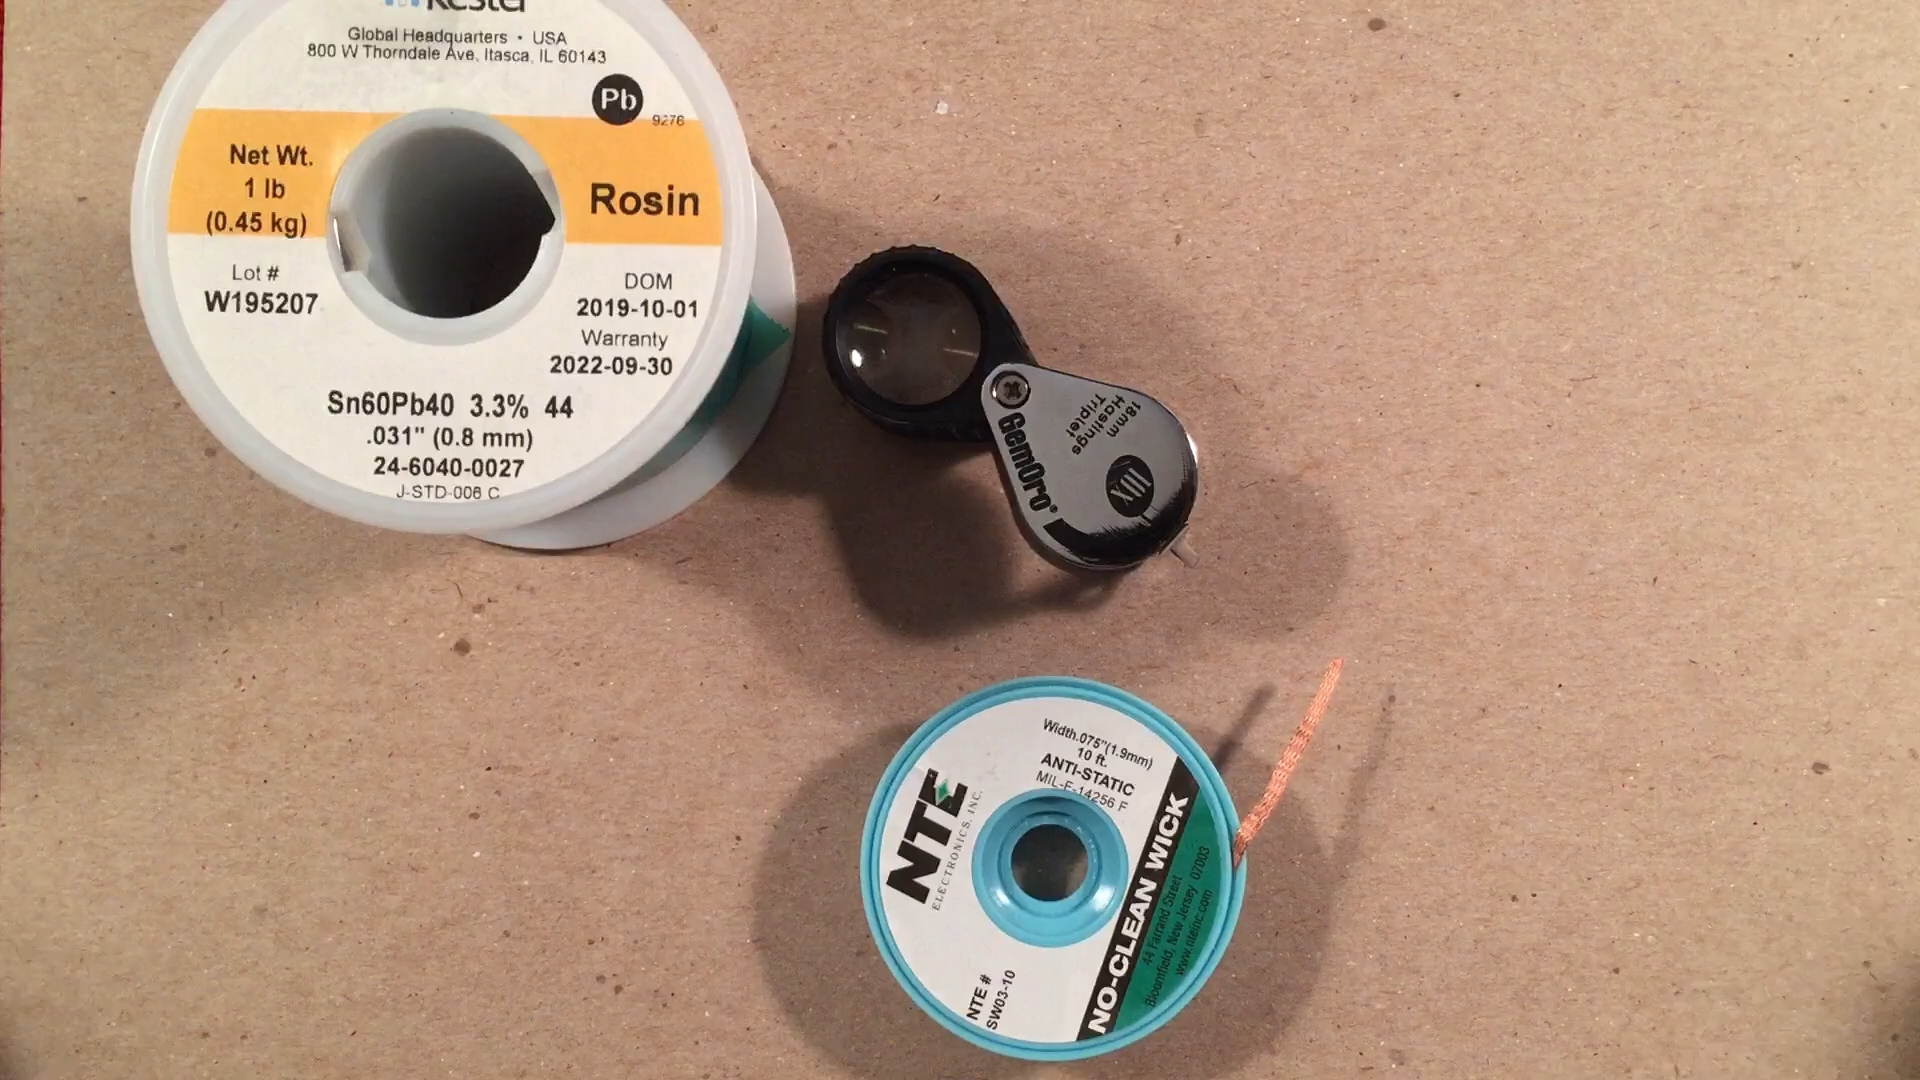 Kester
Global Headquarters • USA
800 W Thorndale Ave, Itasca, IL 60143
Pb
9276
Net Wt.
1 lb
(0.45 kg)
Rosin
Lot #
W195207
DOM
2019-10-01
Warranty
2022-09-30
Sn60Pb40 3.3% 44
.031" (0.8 mm)
24-6040-0027
J-STD-006 C
18mm
Hastings
Triplet
GemOro®
10X
Width.075"(1.9mm)
10 ft.
ANTI-STATIC
MIL-F-14256 F
NTE
ELECTRONICS, INC.
NTE #
SW03-10
NO-CLEAN WICK
44 Farrand Street
Bloomfield, New Jersey 07003
www.nteinc.com